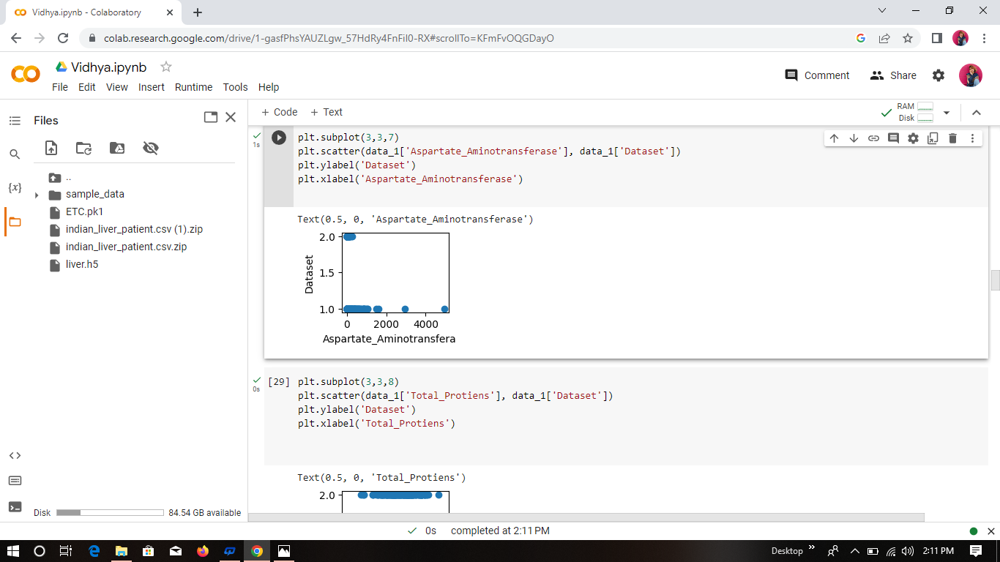 Vidhya.ipynb - Colaboratory
colab.research.google.com/drive/1-gasfPhsYAUZLgw_57HdRy4FnFil0-RX#scrollTo=KFmFvOQGDayO
Vidhya.ipynb
File Edit View Insert Runtime Tools Help
Comment
Share
Files
+ Code + Text
RAM
Disk
..
sample_data
ETC.pk1
indian_liver_patient.csv (1).zip
indian_liver_patient.csv.zip
liver.h5
{x}
Disk
84.54 GB available
1s
plt.subplot(3,3,7)
plt.scatter(data_1['Aspartate_Aminotransferase'], data_1['Dataset'])
plt.ylabel('Dataset')
plt.xlabel('Aspartate_Aminotransferase')
Text(0.5, 0, 'Aspartate_Aminotransferase')
2.0
1.5
1.0
Dataset
0 2000 4000
Aspartate_Aminotransfera
0s
[29] plt.subplot(3,3,8)
plt.scatter(data_1['Total_Protiens'], data_1['Dataset'])
plt.ylabel('Dataset')
plt.xlabel('Total_Protiens')
Text(0.5, 0, 'Total_Protiens')
2.0
0s completed at 2:11 PM
Desktop
2:11 PM